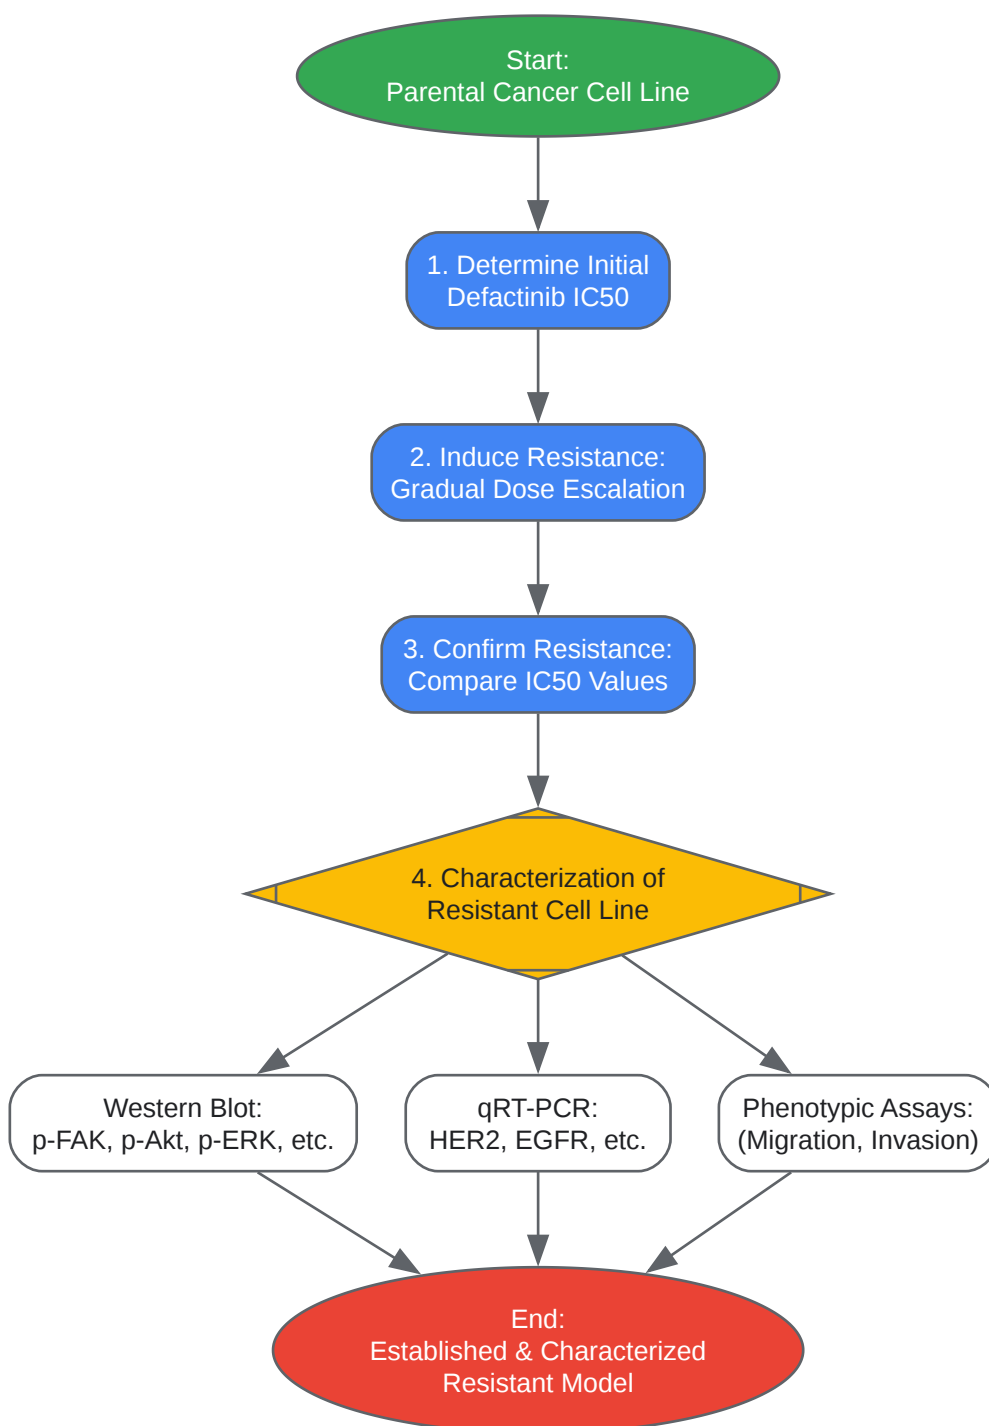 Start:
Parental Cancer Cell Line
1. Determine Initial
Defactinib IC50
2. Induce Resistance:
Gradual Dose Escalation
3. Confirm Resistance:
Compare IC50 Values
4. Characterization of
Resistant Cell Line
Western Blot:
p-FAK, p-Akt, p-ERK, etc.
qRT-PCR:
HER2, EGFR, etc.
Phenotypic Assays:
(Migration, Invasion)
End:
Established & Characterized
Resistant Model